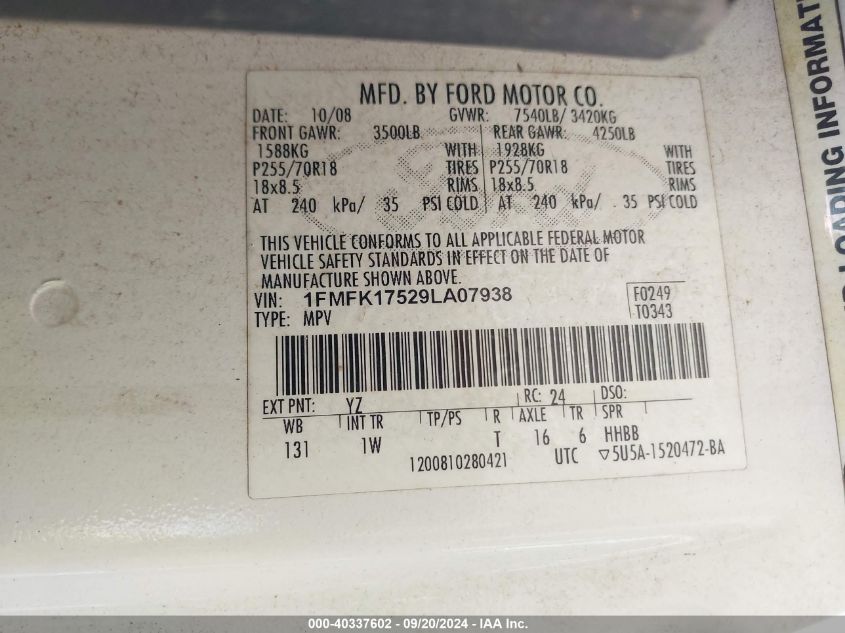 MFD. BY FORD MOTOR CO.
DATE: 10/08 GVWR: 7540LB/ 3420KG
FRONT GAWR: 3500LB REAR GAWR: 4250LB
1588KG WITH 1928KG WITH
P255/70R18 TIRES P255/70R18 TIRES
18x8.5 RIMS 18x8.5 RIMS
AT 240 kPa/ 35 PSI COLD AT 240 kPa/ 35 PSI COLD
THIS VEHICLE CONFORMS TO ALL APPLICABLE FEDERAL MOTOR
VEHICLE SAFETY STANDARDS IN EFFECT ON THE DATE OF
MANUFACTURE SHOWN ABOVE.
VIN: 1FMFK17529LA07938 F0249
TYPE: MPV T0343
EXT PNT: YZ RC: 24 DSO:
WB INT TR TP/PS R AXLE TR SPR
131 1W T 16 6 HHBB
1200810280421 UTC ▽5U5A-1520472-BA
LOADING INFORMAT
000-40337602 - 09/20/2024 - IAA Inc.